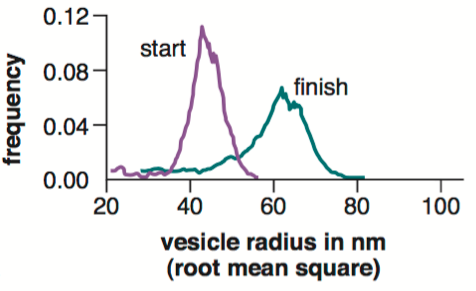 0.12
0.08
0.04
0.00
frequency
start
finish
20 40 60 80 100
vesicle radius in nm
(root mean square)